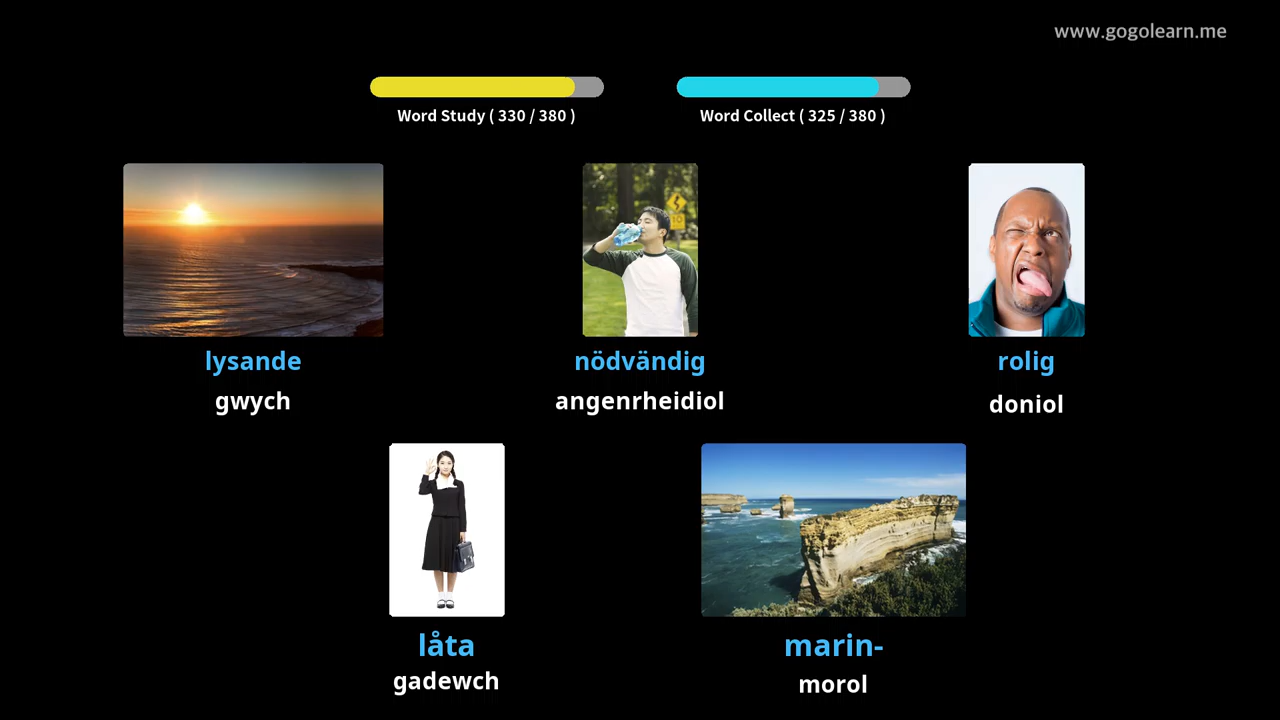 www.gogolearn.me
Word Study ( 330 / 380 )
Word Collect ( 325 / 380 )
lysande
gwych
nödvändig
angenrheidiol
rolig
doniol
låta
gadewch
marin-
morol